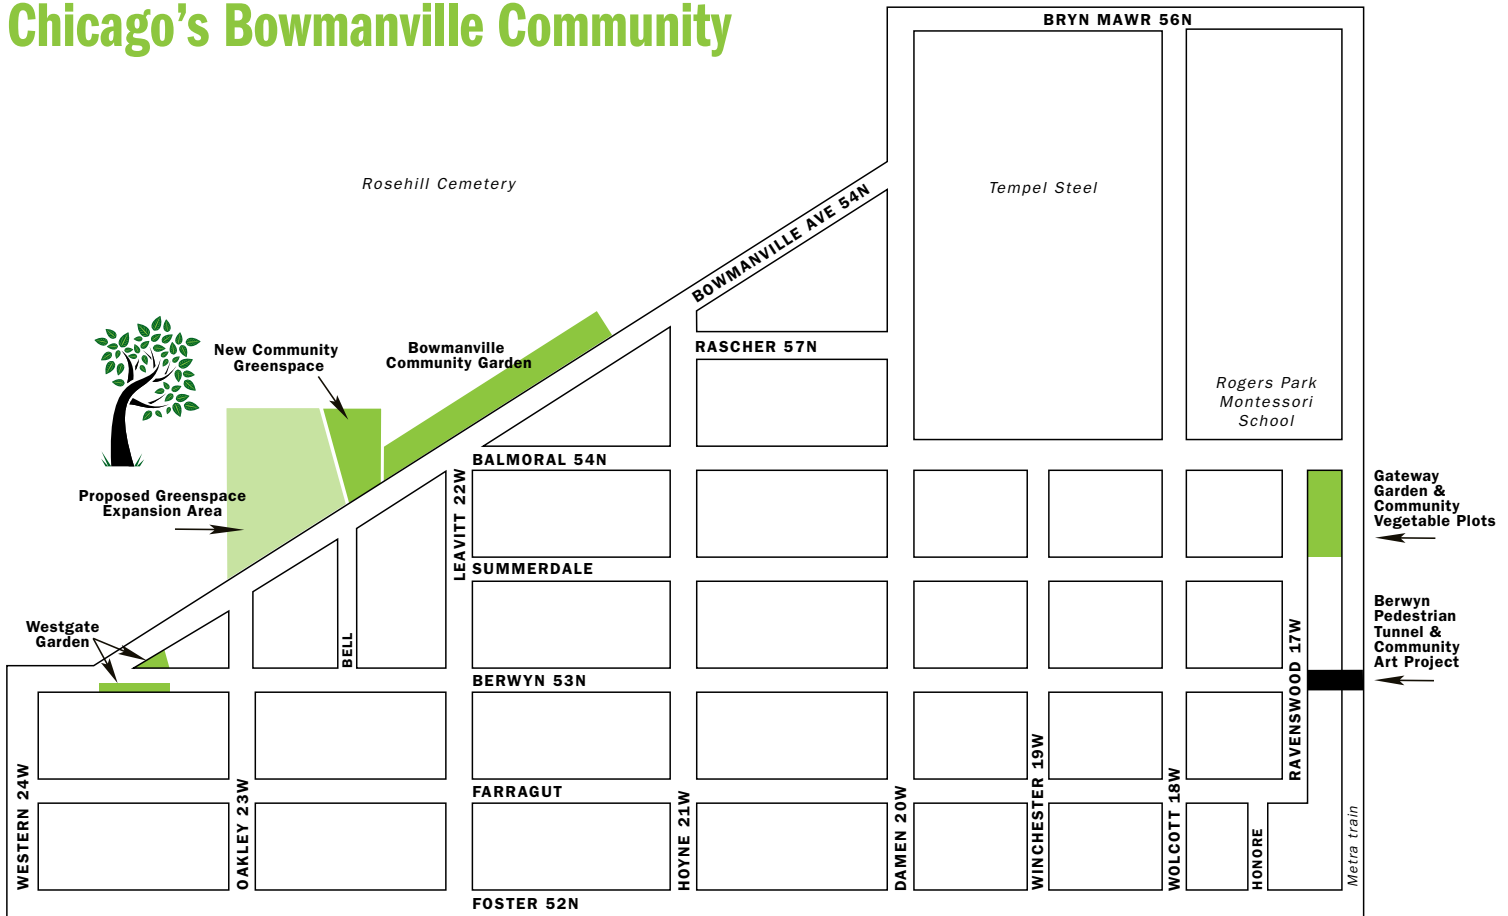 Chicago's Bowmanville Community
BRYN MAWR 56N
Rosehill Cemetery
Tempel Steel
BOWMANVILLE AVE 54N
New Community
Greenspace
Bowmanville
Community Garden
RASCHER 57N
Rogers Park
Montessori
School
BALMORAL 54N
Proposed Greenspace
Expansion Area
LEAVITT 22W
Gateway
Garden &
Community
Vegetable Plots
SUMMERDALE
Westgate
Garden
BELL
Berwyn
Pedestrian
Tunnel &
Community
Art Project
BERWYN 53N
RAVENSWOOD 17W
WESTERN 24W
OAKLEY 23W
FARRAGUT
HOYNE 21W
DAMEN 20W
WINCHESTER 19W
WOLCOTT 18W
HONORE
Metra train
FOSTER 52N